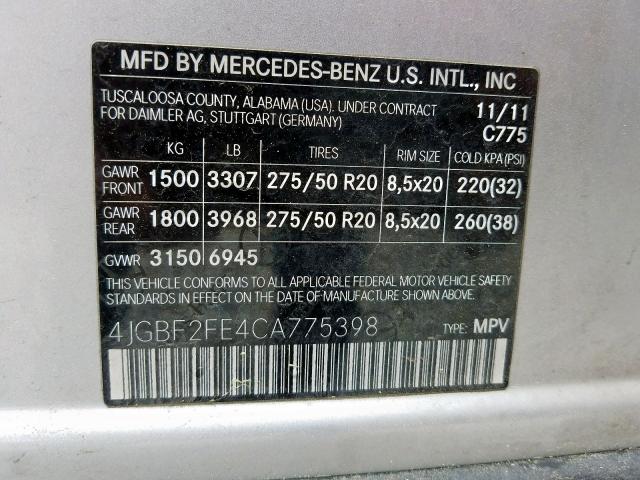 MFD BY MERCEDES-BENZ U.S. INTL., INC
TUSCALOOSA COUNTY, ALABAMA (USA). UNDER CONTRACT 11/11
FOR DAIMLER AG, STUTTGART (GERMANY) C775
KG LB TIRES RIM SIZE COLD KPA (PSI)
GAWR FRONT 1500 3307 275/50 R20 8,5x20 220(32)
GAWR REAR 1800 3968 275/50 R20 8,5x20 260(38)
GVWR 3150 6945
THIS VEHICLE CONFORMS TO ALL APPLICABLE FEDERAL MOTOR VEHICLE SAFETY
STANDARDS IN EFFECT ON THE DATE OF MANUFACTURE SHOWN ABOVE.
4JGBF2FE4CA775398 TYPE: MPV